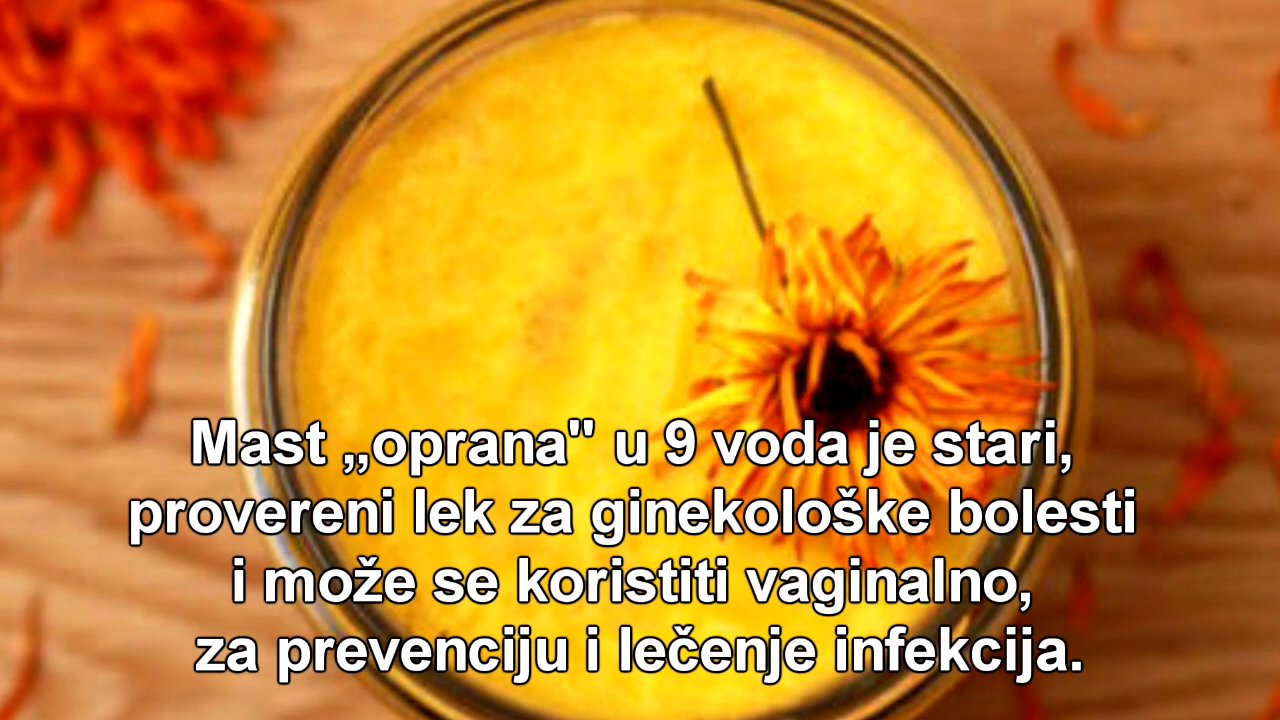 Mast „oprana" u 9 voda je stari,
provereni lek za ginekološke bolesti
i može se koristiti vaginalno,
za prevenciju i lečenje infekcija.